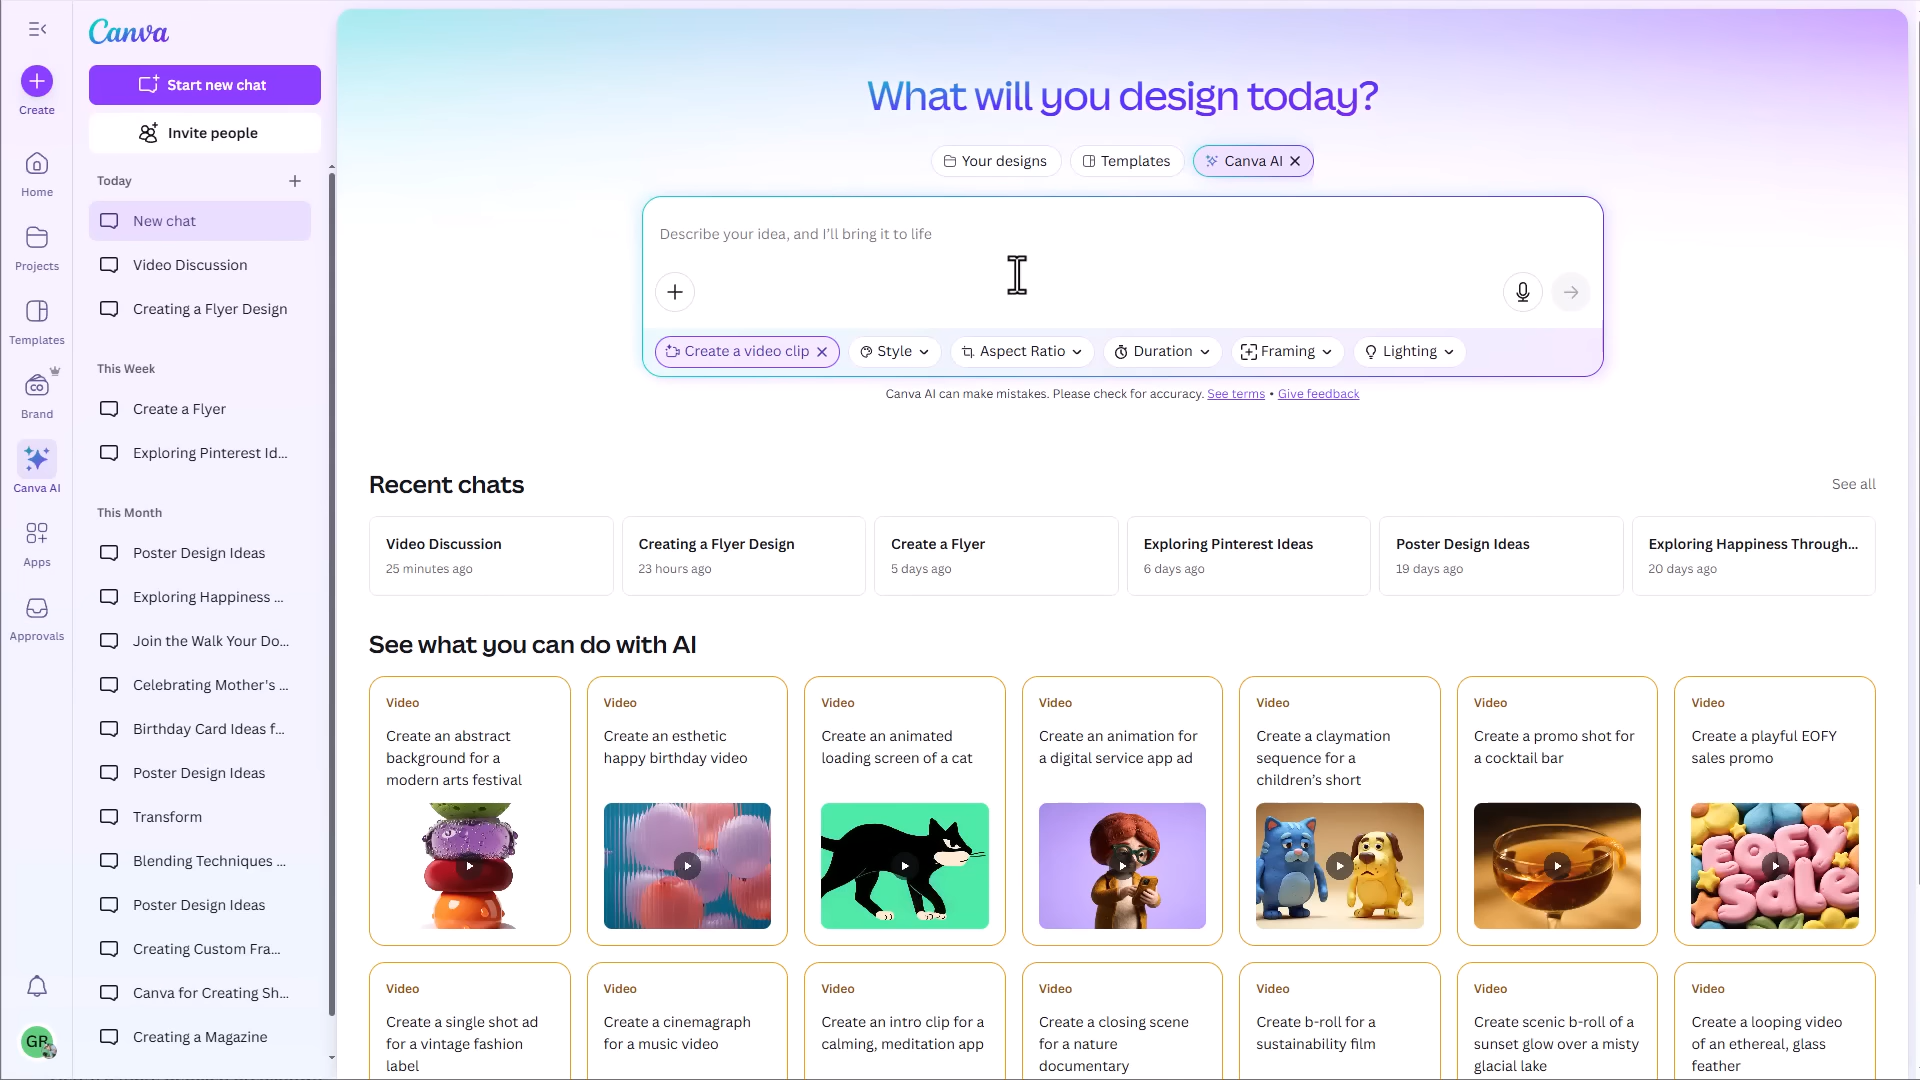 Canva
Start new chat
Invite people
Create
Home
Projects
Templates
Brand
Canva AI
Apps
Approvals
GR
Today
New chat
Video Discussion
Creating a Flyer Design
This Week
Create a Flyer
Exploring Pinterest Id...
This Month
Poster Design Ideas
Exploring Happiness ...
Join the Walk Your Do...
Celebrating Mother's ...
Birthday Card Ideas f...
Poster Design Ideas
Transform
Blending Techniques ...
Poster Design Ideas
Creating Custom Fra...
Canva for Creating Sh...
Creating a Magazine
What will you design today?
Your designs Templates Canva AI
Describe your idea, and I'll bring it to life
Create a video clip Style Aspect Ratio Duration Framing Lighting
Canva AI can make mistakes. Please check for accuracy. See terms • Give feedback
Recent chats
See all
Video Discussion
25 minutes ago
Creating a Flyer Design
23 hours ago
Create a Flyer
5 days ago
Exploring Pinterest Ideas
6 days ago
Poster Design Ideas
19 days ago
Exploring Happiness Through...
20 days ago
See what you can do with AI
Video
Create an abstract
background for a
modern arts festival
Video
Create an esthetic
happy birthday video
Video
Create an animated
loading screen of a cat
Video
Create an animation for
a digital service app ad
Video
Create a claymation
sequence for a
children's short
Video
Create a promo shot for
a cocktail bar
Video
Create a playful EOFY
sales promo
EOFY
Sale
Video
Create a single shot ad
for a vintage fashion
label
Video
Create a cinemagraph
for a music video
Video
Create an intro clip for a
calming, meditation app
Video
Create a closing scene
for a nature
documentary
Video
Create b-roll for a
sustainability film
Video
Create scenic b-roll of a
sunset glow over a misty
glacial lake
Video
Create a looping video
of an ethereal, glass
feather